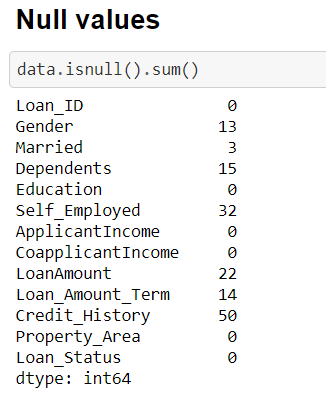 Null values
data.isnull().sum()
Loan_ID 0
Gender 13
Married 3
Dependents 15
Education 0
Self_Employed 32
ApplicantIncome 0
CoapplicantIncome 0
LoanAmount 22
Loan_Amount_Term 14
Credit_History 50
Property_Area 0
Loan_Status 0
dtype: int64